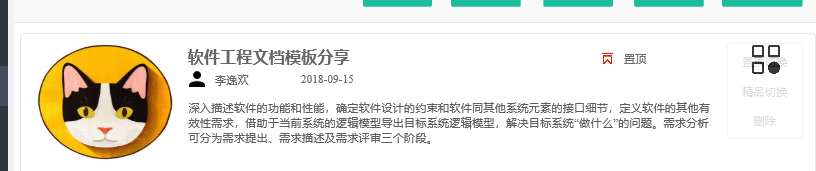 软件工程文档模板分享
置顶
李逸欢 2018-09-15
深入描述软件的功能和性能，确定软件设计的约束和软件同其他系统元素的接口细节，定义软件的其他有
效性需求，借助于当前系统的逻辑模型导出目标系统逻辑模型，解决目标系统“做什么”的问题。需求分析
可分为需求提出、需求描述及需求评审三个阶段。
精品切换
删除